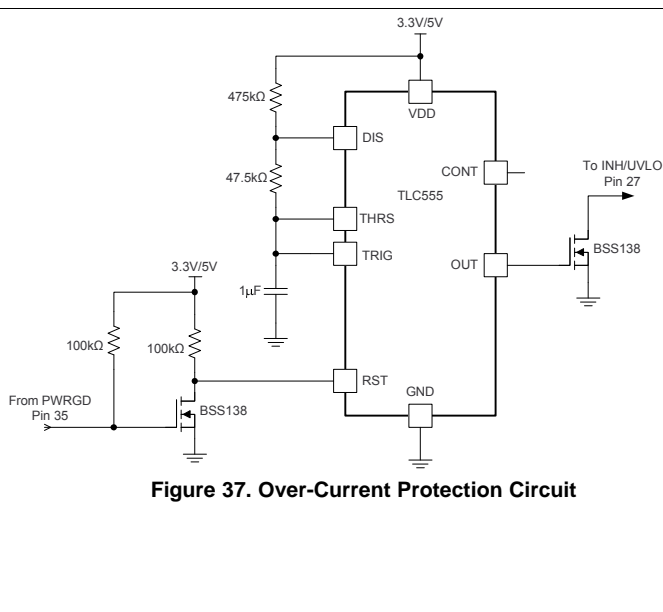 3.3V/5V
475kΩ
VDD
DIS
CONT
To INH/UVLO
Pin 27
47.5kΩ
TLC555
THRS
TRIG
OUT
BSS138
3.3V/5V
1μF
100kΩ
100kΩ
RST
GND
From PWRGD
Pin 35
BSS138
Figure 37. Over-Current Protection Circuit